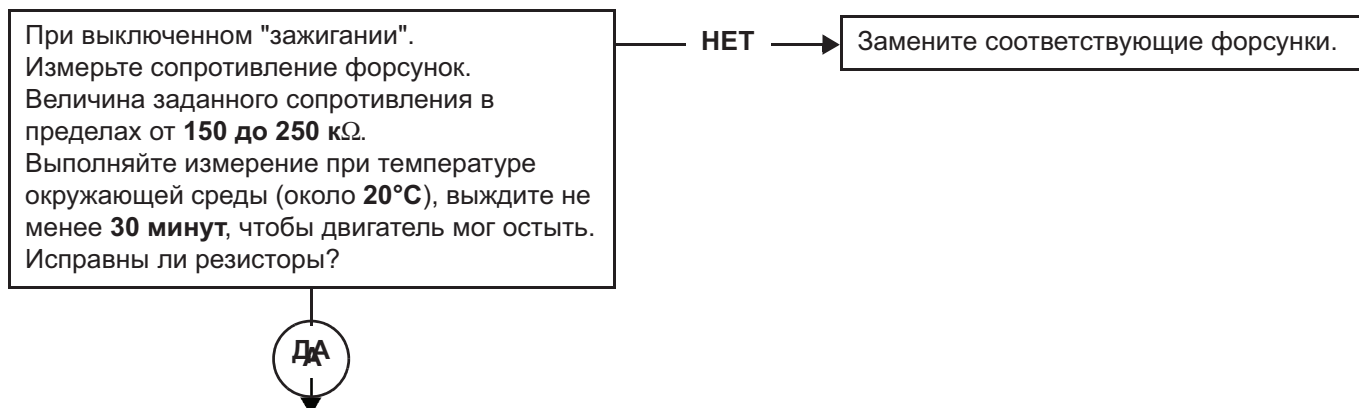 При выключенном "зажигании".
Измерьте сопротивление форсунок.
Величина заданного сопротивления в
пределах от 150 до 250 кΩ.
Выполняйте измерение при температуре
окружающей среды (около 20°C), выждите не
менее 30 минут, чтобы двигатель мог остыть.
Исправны ли резисторы?
НЕТ
Замените соответствующие форсунки.
ДА